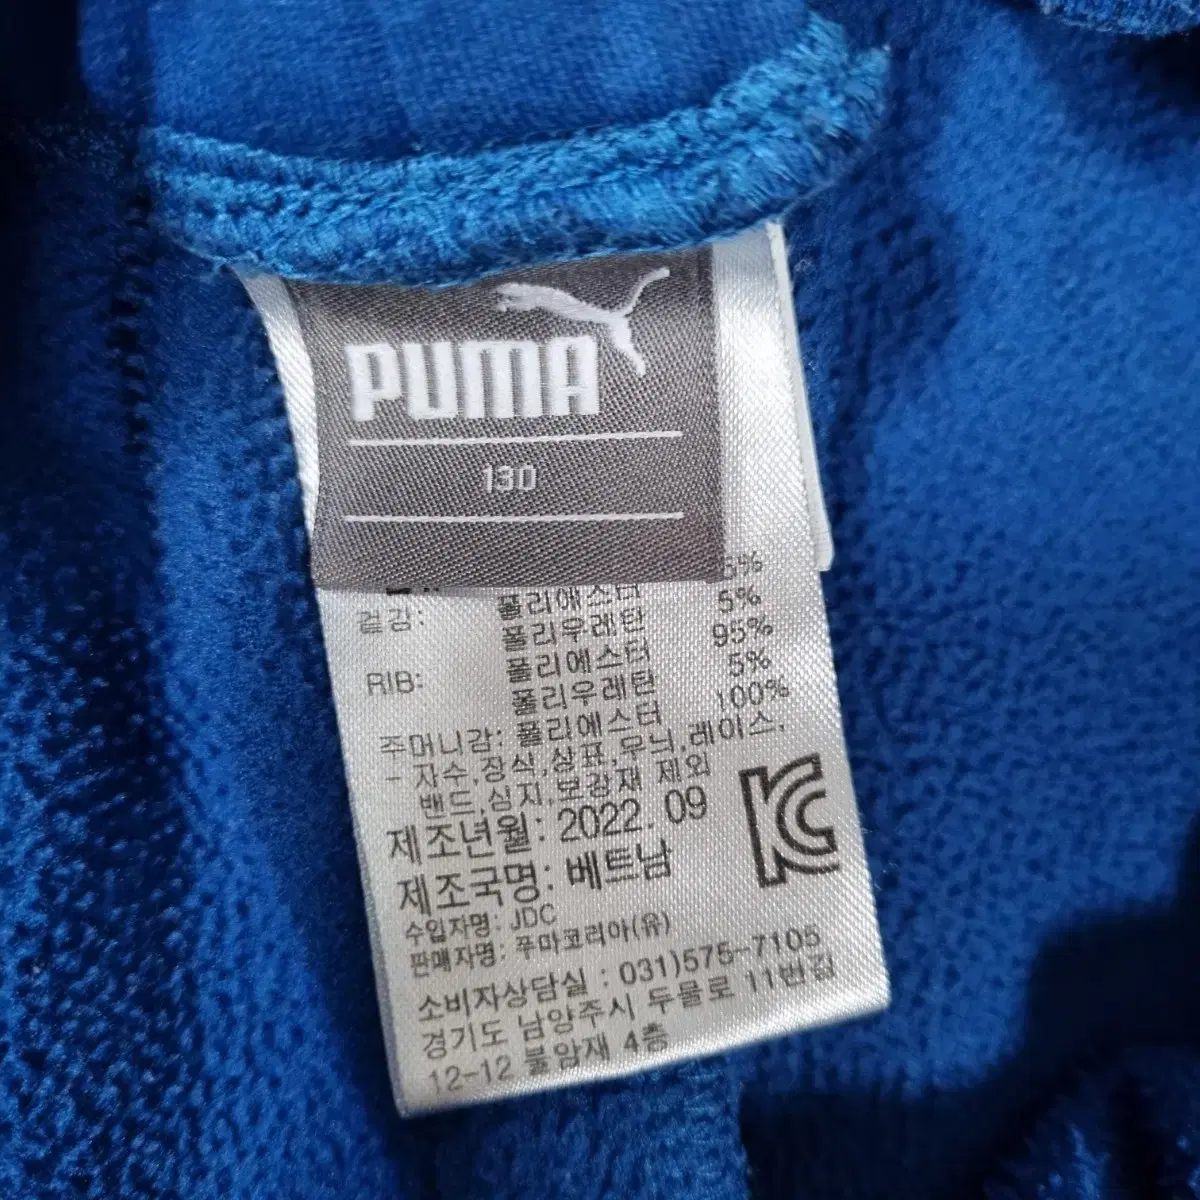 PUMA
130
겉감: 폴리에스터
폴리우레탄 5%
RIB: 폴리에스터 95%
폴리우레탄 5%
주머니감: 폴리에스터 100%
- 자수,장식,상표,무늬,레이스,
밴드,심지,보강재 제외
제조년월: 2022. 09
제조국명: 베트남
수입자명: JDC
판매자명: 푸마코리아(유)
소비자상담실 : 031)575-7105
경기도 남양주시 두물로 11번길
12-12 불암재 4층
KC